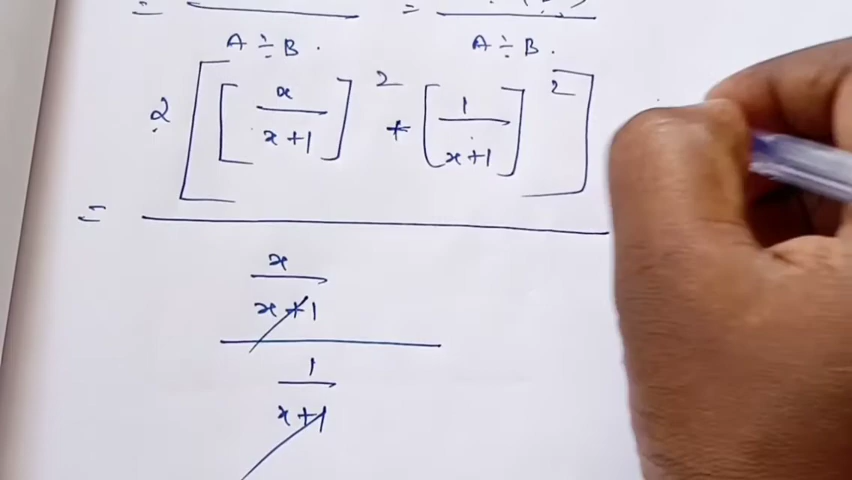 = =
A ÷ B . A ÷ B .
2 [ [ x / x+1 ]² + [ 1 / x+1 ]² ]
=
x
x+1
1
x+1